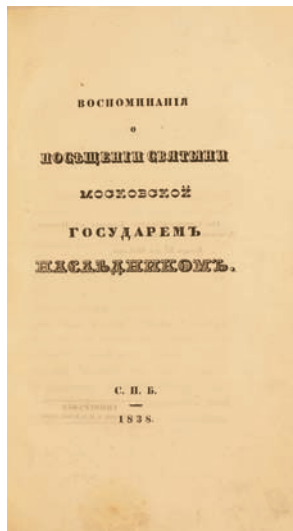 ВОСПОМИНАНІЯ
о
ПОСѢЩЕНІИ СВЯТЫНИ
МОСКОВСКОЙ
ГОСУДАРЕМЪ
НАСЛѢДНИКОМЪ.
С. П. Б.
1838.